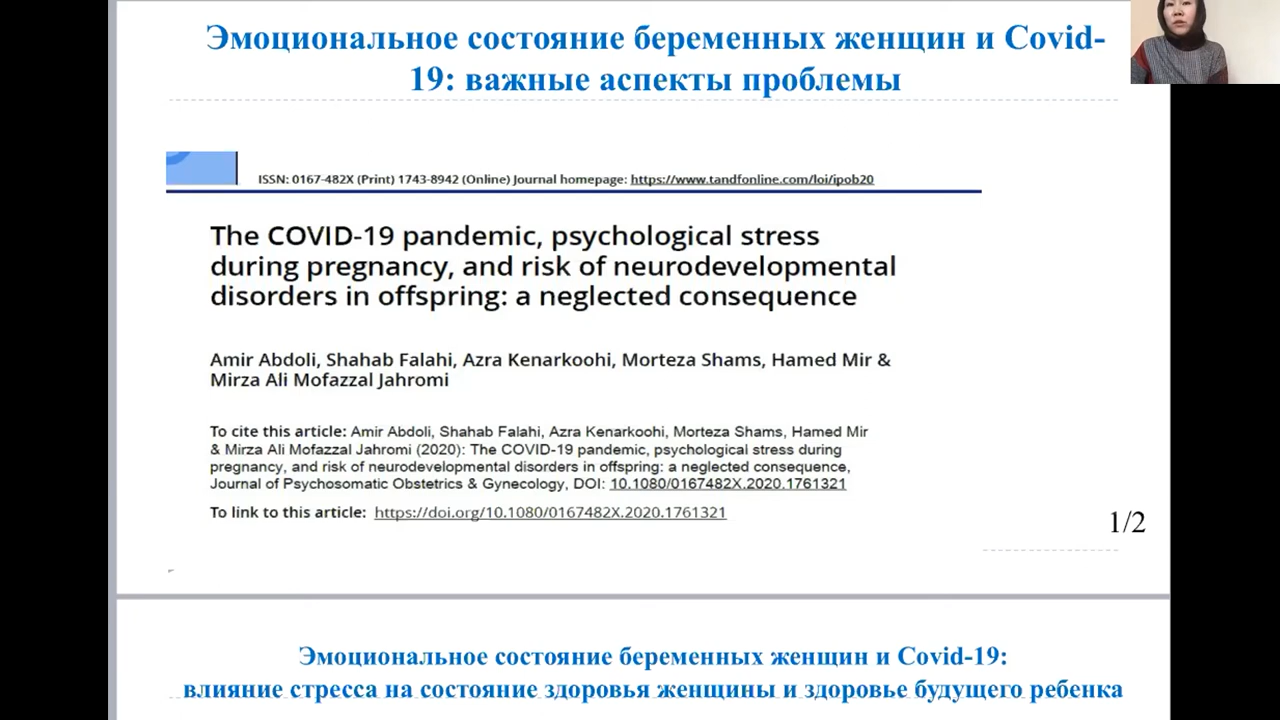 Эмоциональное состояние беременных женщин и Covid-
19: важные аспекты проблемы
ISSN: 0167-482X (Print) 1743-8942 (Online) Journal homepage: https://www.tandfonline.com/loi/ipob20
The COVID-19 pandemic, psychological stress
during pregnancy, and risk of neurodevelopmental
disorders in offspring: a neglected consequence
Amir Abdoli, Shahab Falahi, Azra Kenarkoohi, Morteza Shams, Hamed Mir &
Mirza Ali Mofazzal Jahromi
To cite this article: Amir Abdoli, Shahab Falahi, Azra Kenarkoohi, Morteza Shams, Hamed Mir
& Mirza Ali Mofazzal Jahromi (2020): The COVID-19 pandemic, psychological stress during
pregnancy, and risk of neurodevelopmental disorders in offspring: a neglected consequence,
Journal of Psychosomatic Obstetrics & Gynecology, DOI: 10.1080/0167482X.2020.1761321
To link to this article: https://doi.org/10.1080/0167482X.2020.1761321
1/2
Эмоциональное состояние беременных женщин и Covid-19:
влияние стресса на состояние здоровья женщины и здоровье будущего ребенка